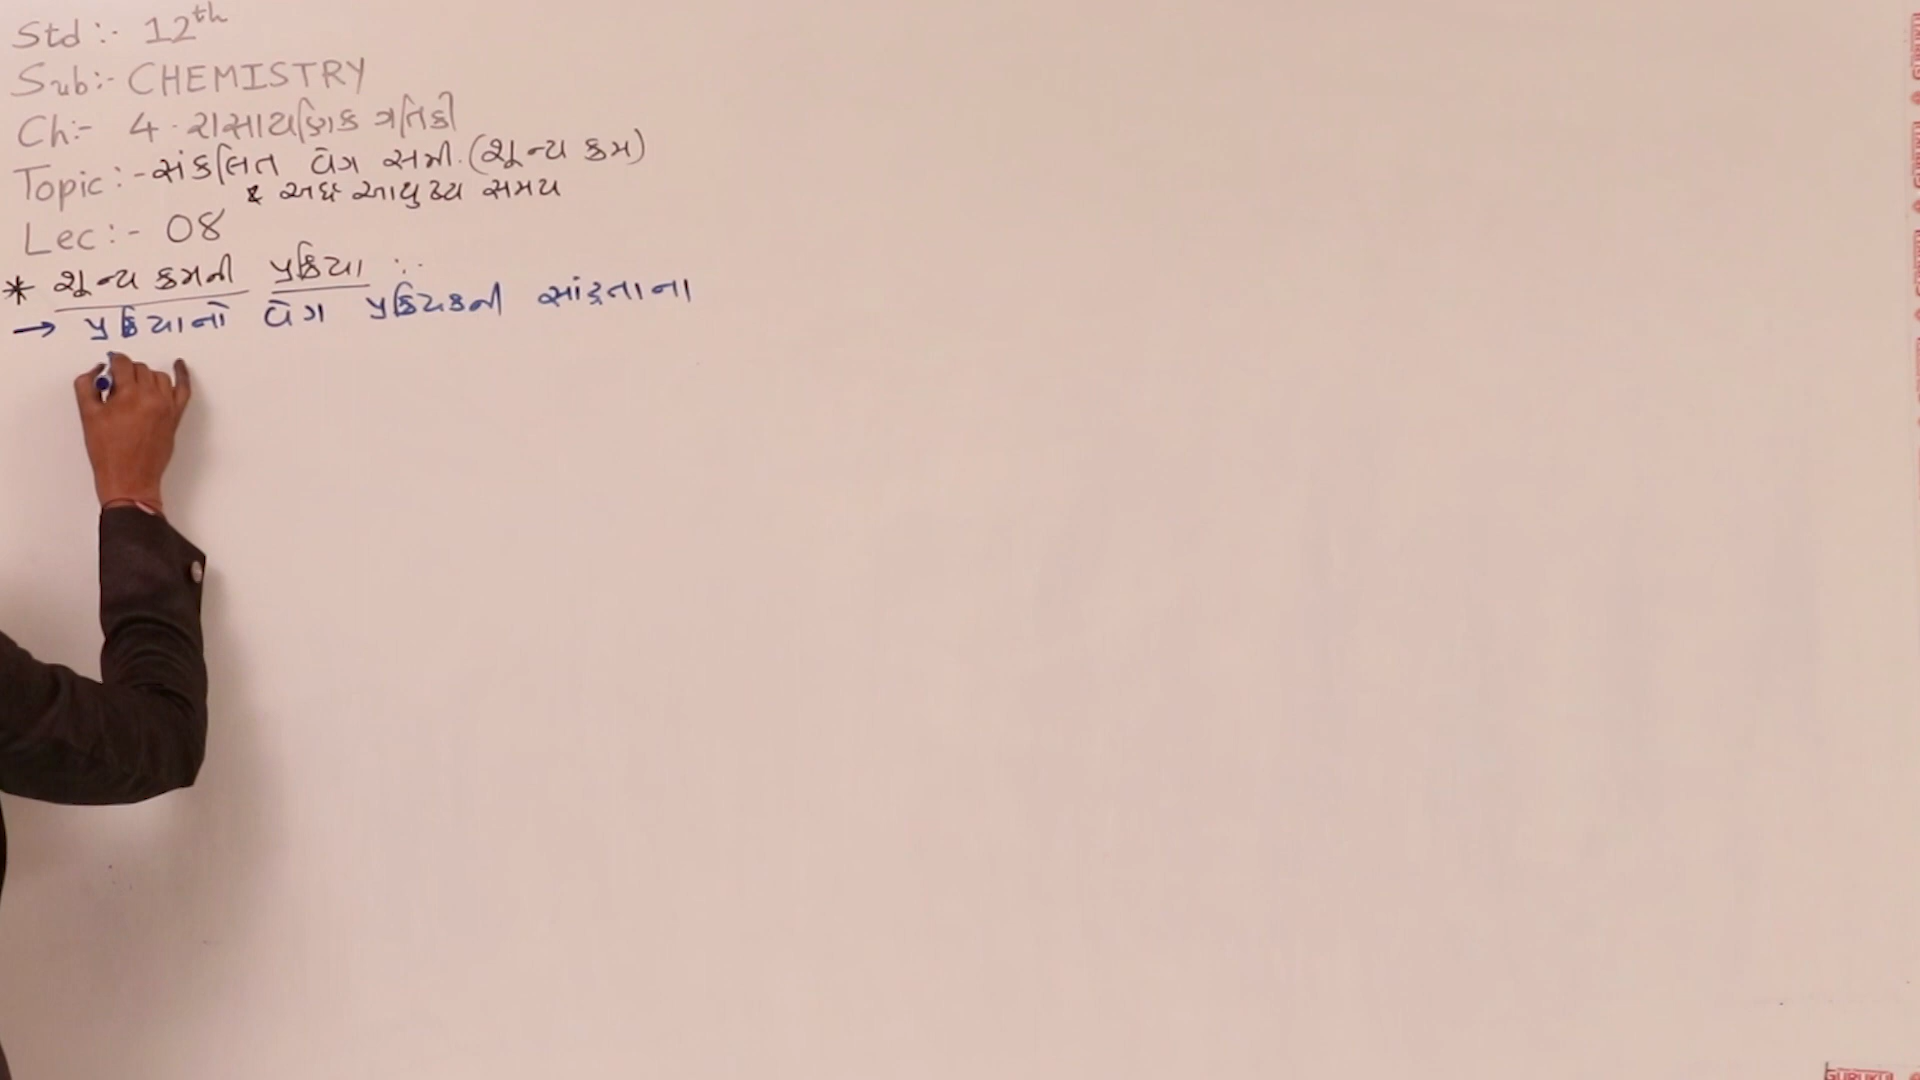 Std :- 12th
Sub:- CHEMISTRY
Ch:- 4. રાસાયણિક ગતિકી
Topic:- સંકલિત વેગ સમી. (શૂન્ય ક્રમ)
& અર્ધ આયુષ્ય સમય
Lec:- 08
* શૂન્ય ક્રમની પ્રક્રિયા :-
→ પ્રક્રિયાનો વેગ પ્રક્રિયકની સાંદ્રતાના